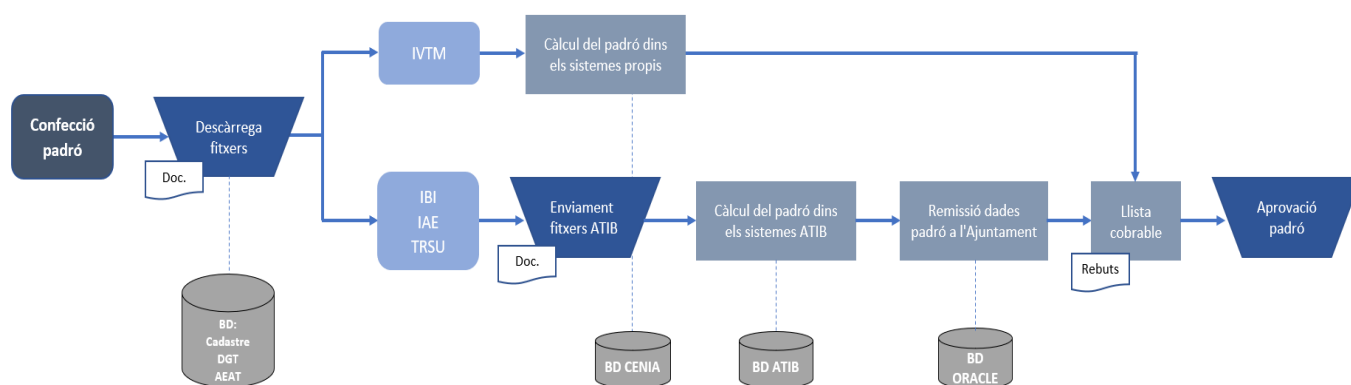 IVTM
Càlcul del padró dins
els sistemes propis
Confecció
padró
Descàrrega
fitxers
Doc.
IBI
IAE
TRSU
Enviament
fitxers ATIB
Doc.
Càlcul del padró dins
els sistemes ATIB
Remissió dades
padró a l'Ajuntament
Llista
cobrable
Rebuts
Aprovació
padró
BD:
Cadastre
DGT
AEAT
BD CENIA
BD ATIB
BD
ORACLE